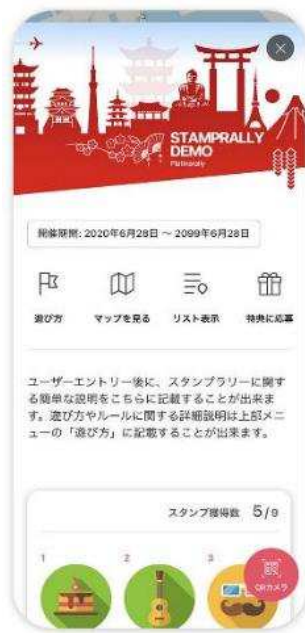 STAMPRALLY
DEMO
Platinarally
開催期間: 2020年6月28日 ～ 2099年6月28日
遊び方
マップを見る
リスト表示
特典に応募
ユーザーエントリー後に、スタンプラリーに関す
る簡単な説明をこちらに記載することが出来ま
す。遊び方やルールに関する詳細説明は上部メニ
ューの「遊び方」に記載することが出来ます。
スタンプ獲得数 5/9
1
2
3
QRカメラ